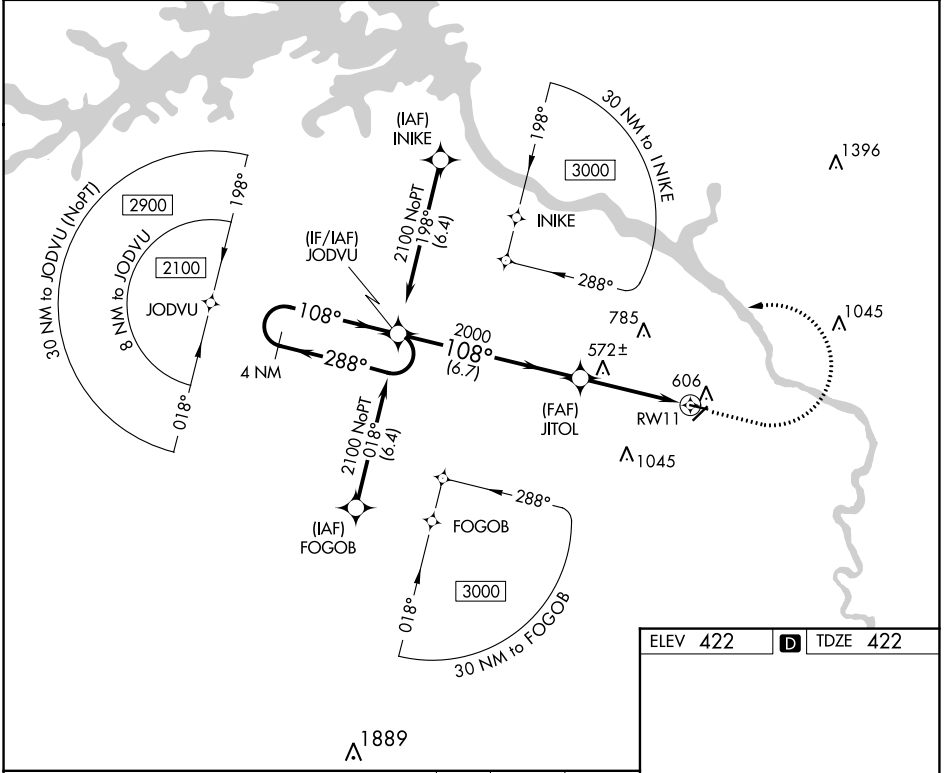 (IAF)
INIKE
198°
30 NM to INIKE
3000
1396
30 NM to JODVU (NoPT)
2900
198°
8 NM to JODVU
2100
JODVU
018°
2100 NoPT
198°
(6.4)
INIKE
288°
(IF/IAF)
JODVU
108°
288°
4 NM
2000
108°
(6.7)
785
572±
1045
(FAF)
JITOL
606
RW11
1045
2100 NoPT
018°
(6.4)
(IAF)
FOGOB
288°
FOGOB
018°
3000
30 NM to FOGOB
ELEV 422 D TDZE 422
1889